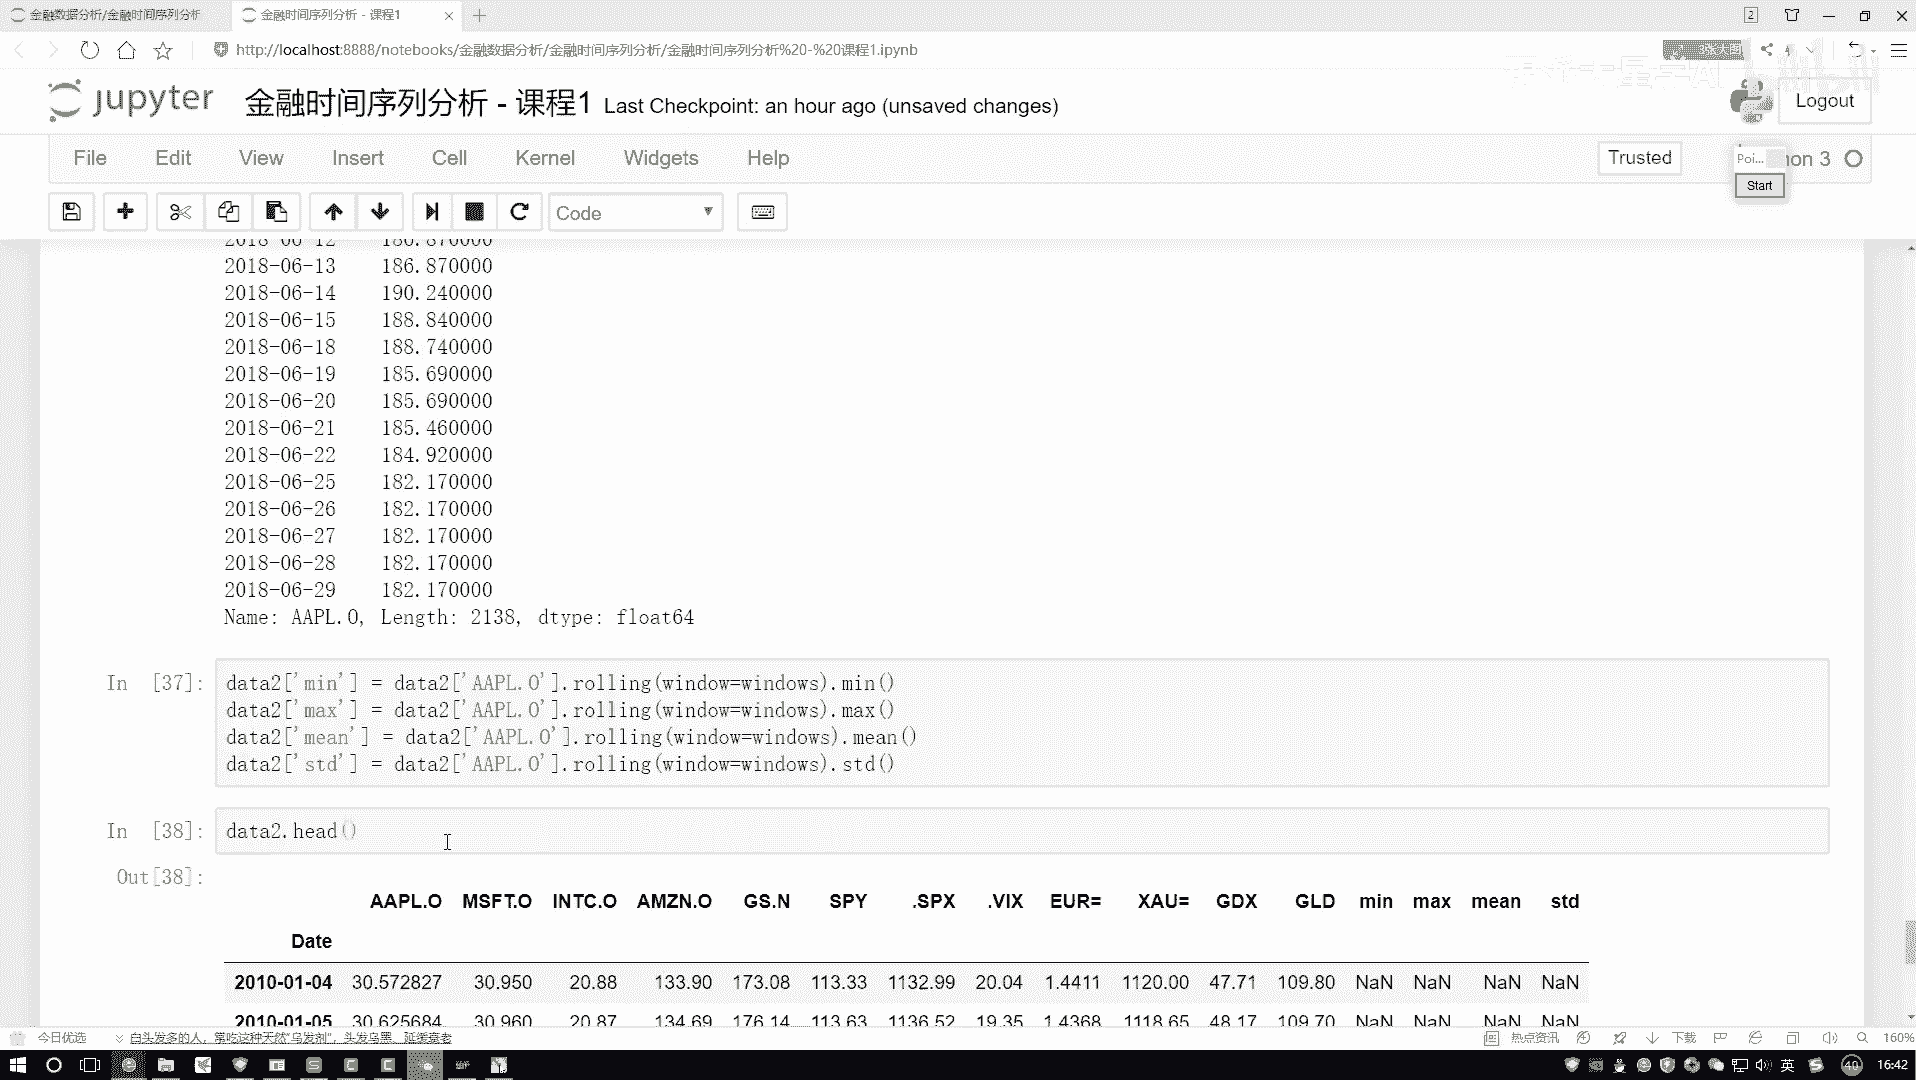 金融数据分析/金融时间序列分析
金融时间序列分析 - 课程1
2
http://localhost:8888/notebooks/金融数据分析/金融时间序列分析/金融时间序列分析%20-%20课程1.ipynb
jupyter 金融时间序列分析 - 课程1 Last Checkpoint: an hour ago (unsaved changes)
Logout
File Edit View Insert Cell Kernel Widgets Help
Trusted
Poi...
hon 3
Start
Code
2018-06-12 180.870000
2018-06-13 186.870000
2018-06-14 190.240000
2018-06-15 188.840000
2018-06-18 188.740000
2018-06-19 185.690000
2018-06-20 185.690000
2018-06-21 185.460000
2018-06-22 184.920000
2018-06-25 182.170000
2018-06-26 182.170000
2018-06-27 182.170000
2018-06-28 182.170000
2018-06-29 182.170000
Name: AAPL.O, Length: 2138, dtype: float64
In [37]: data2['min'] = data2['AAPL.O'].rolling(window=windows).min()
data2['max'] = data2['AAPL.O'].rolling(window=windows).max()
data2['mean'] = data2['AAPL.O'].rolling(window=windows).mean()
data2['std'] = data2['AAPL.O'].rolling(window=windows).std()
In [38]: data2.head()
Out[38]:
AAPL.O MSFT.O INTC.O AMZN.O GS.N SPY .SPX .VIX EUR= XAU= GDX GLD min max mean std
Date
2010-01-04 30.572827 30.950 20.88 133.90 173.08 113.33 1132.99 20.04 1.4411 1120.00 47.71 109.80 NaN NaN NaN NaN
2010-01-05 30.625684 30.960 20.87 134.69 176.14 113.63 1136.52 19.35 1.4368 1118.65 48.17 109.70 NaN NaN NaN NaN
今日优选 白头发多的人，常吃这种天然"乌发剂"，头发乌黑、延缓衰老
热点资讯 下载 160%
英 40 16:42